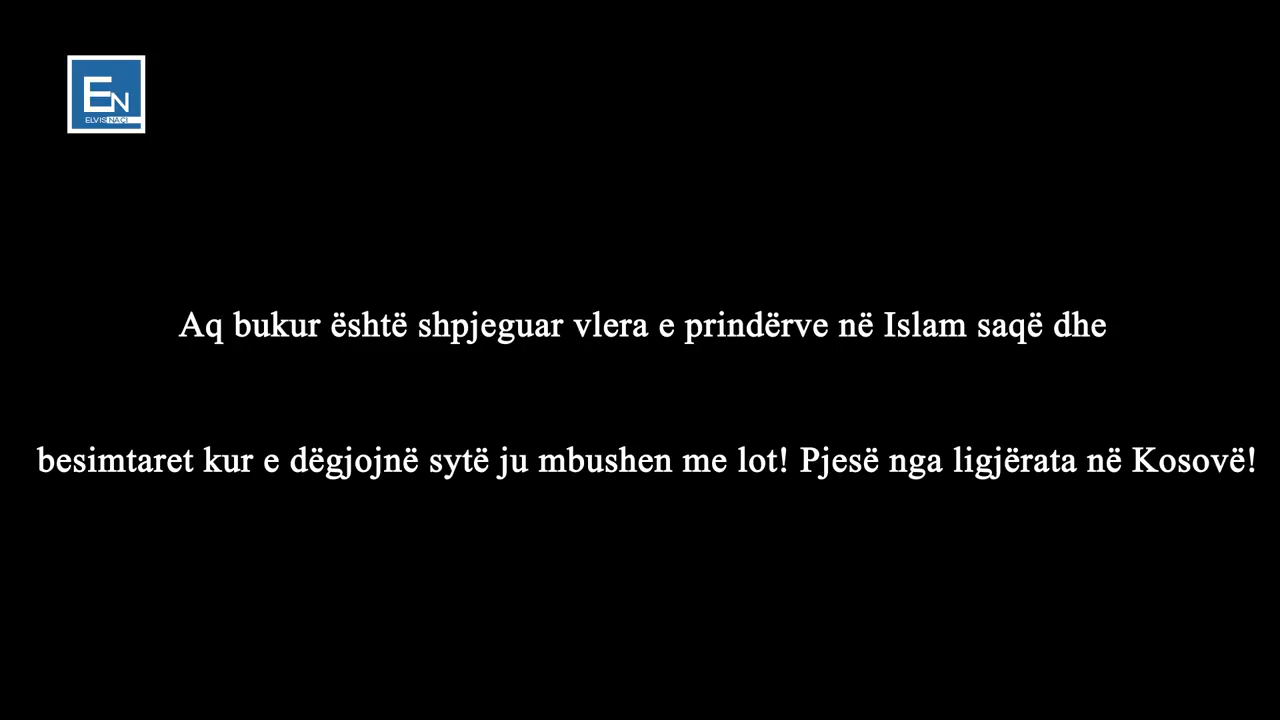 EN
ELVIS NAÇI
Aq bukur është shpjeguar vlera e prindërve në Islam saqë dhe
besimtaret kur e dëgjojnë sytë ju mbushen me lot! Pjesë nga ligjërata në Kosovë!